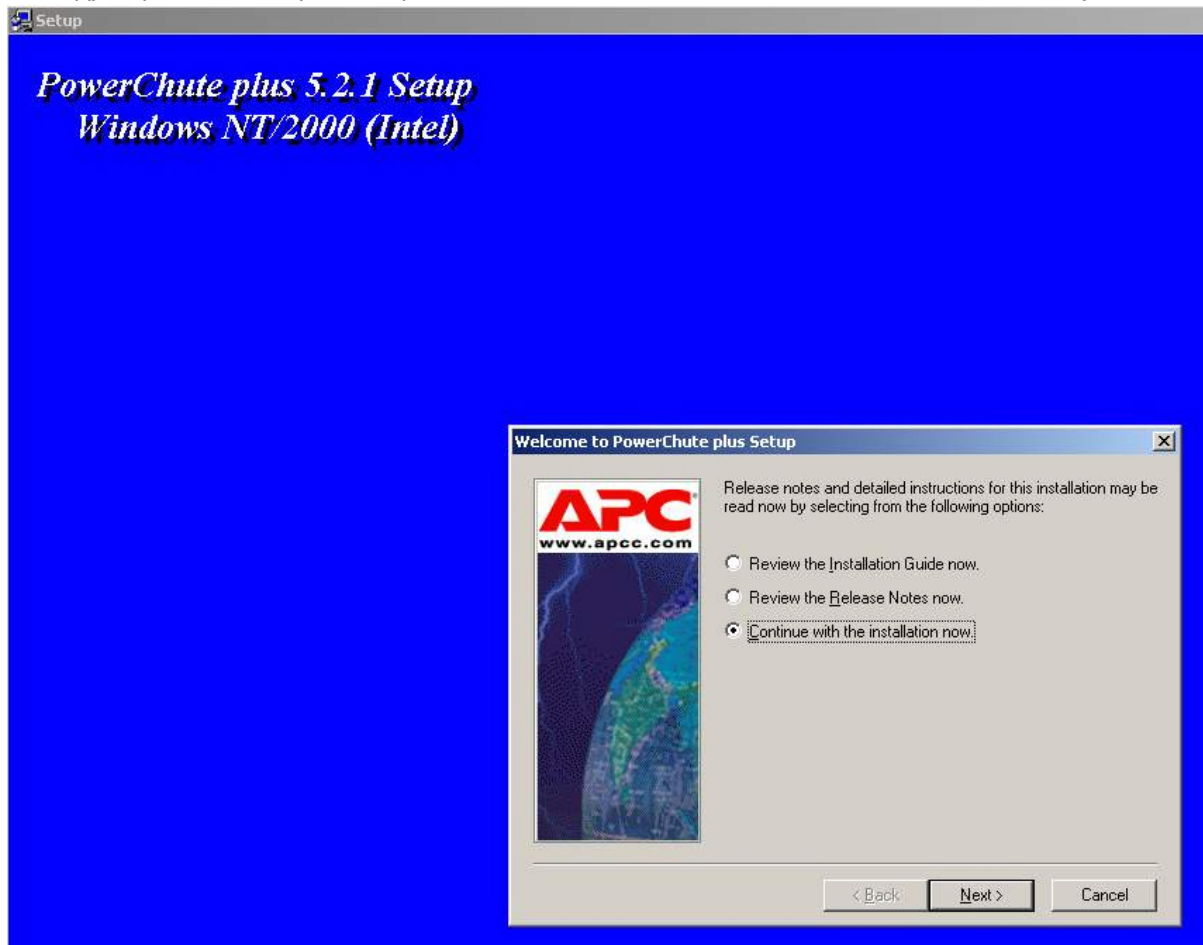 Setup
PowerChute plus 5.2.1 Setup
Windows NT/2000 (Intel)
Welcome to PowerChute plus Setup
APC
www.apcc.com
Release notes and detailed instructions for this installation may be
read now by selecting from the following options:
Review the Installation Guide now.
Review the Release Notes now.
Continue with the installation now.
< Back
Next >
Cancel